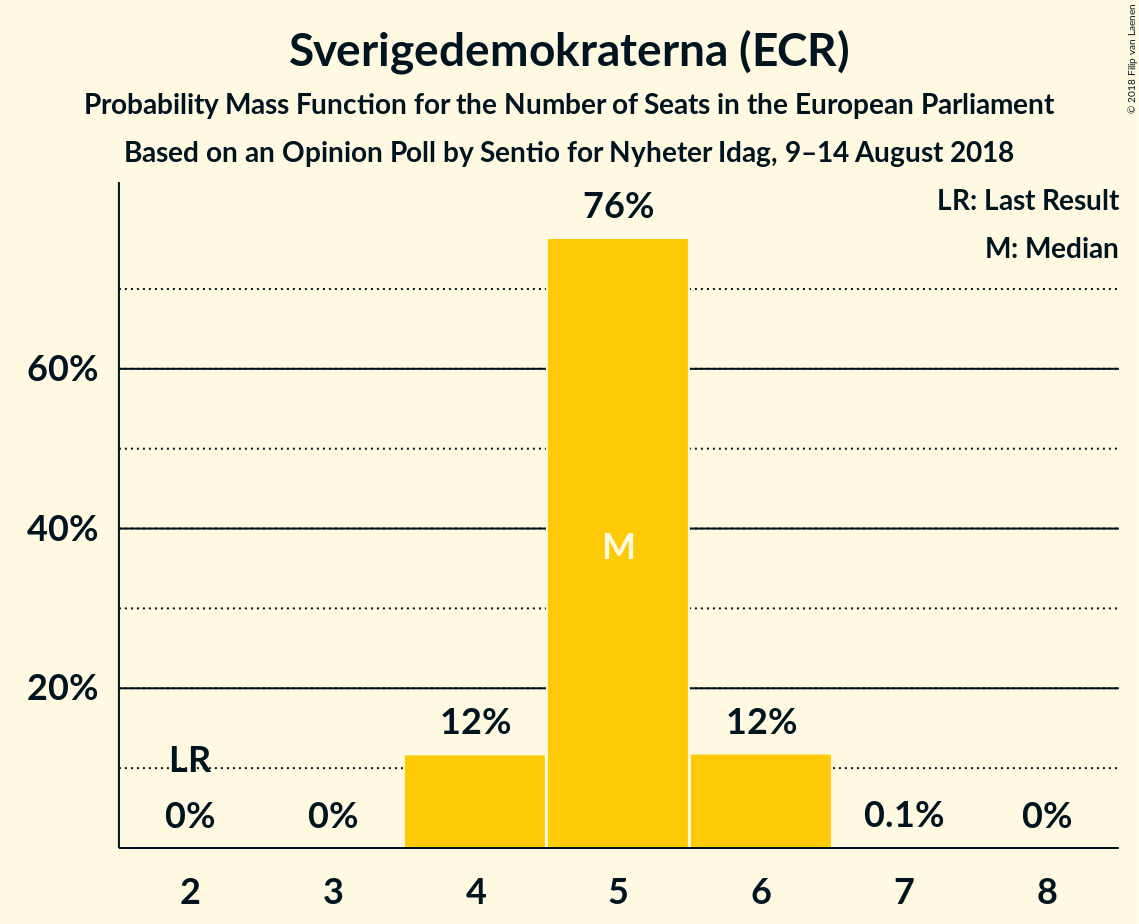 Sverigedemokraterna (ECR)
Probability Mass Function for the Number of Seats in the European Parliament
Based on an Opinion Poll by Sentio for Nyheter Idag, 9–14 August 2018
© 2018 Filip van Laenen
LR: Last Result
M: Median
76%
60%
40%
M
20%
12%
12%
LR
0%
0%
0.1%
0%
2 3 4 5 6 7 8